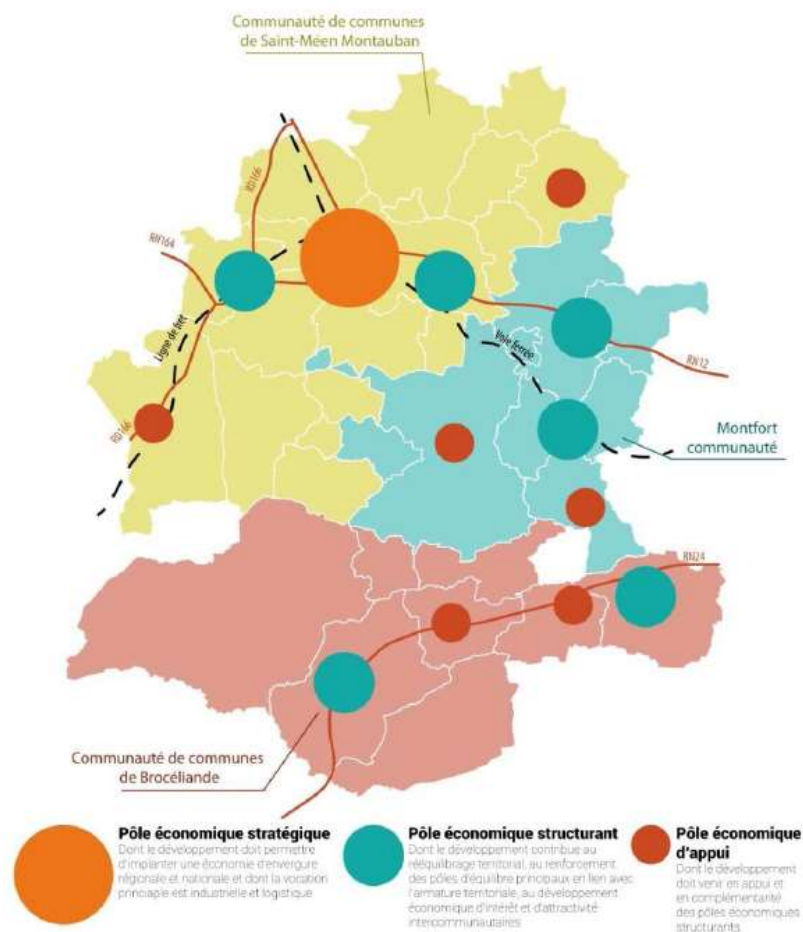 Communauté de communes
de Saint-Méen Montauban
RD166
RN164
Ligne de fret
Voie ferrée
RN12
RD166
Montfort
communauté
RN24
Communauté de communes
de Brocéliande
Pôle économique stratégique
Dont le développement doit permettre
d'implanter une économie d'envergure
régionale et nationale et dont la vocation
principale est industrielle et logistique
Pôle économique structurant
Dont le développement contribue au
rééquilibrage territorial, au renforcement
des pôles d'équilibre principaux en lien avec
l'armature territoriale, au développement
économique d'intérêt et d'attractivité
intercommunautaires
Pôle économique
d'appui
Dont le développement
doit venir en appui et
en complémentarité
des pôles économiques
structurants